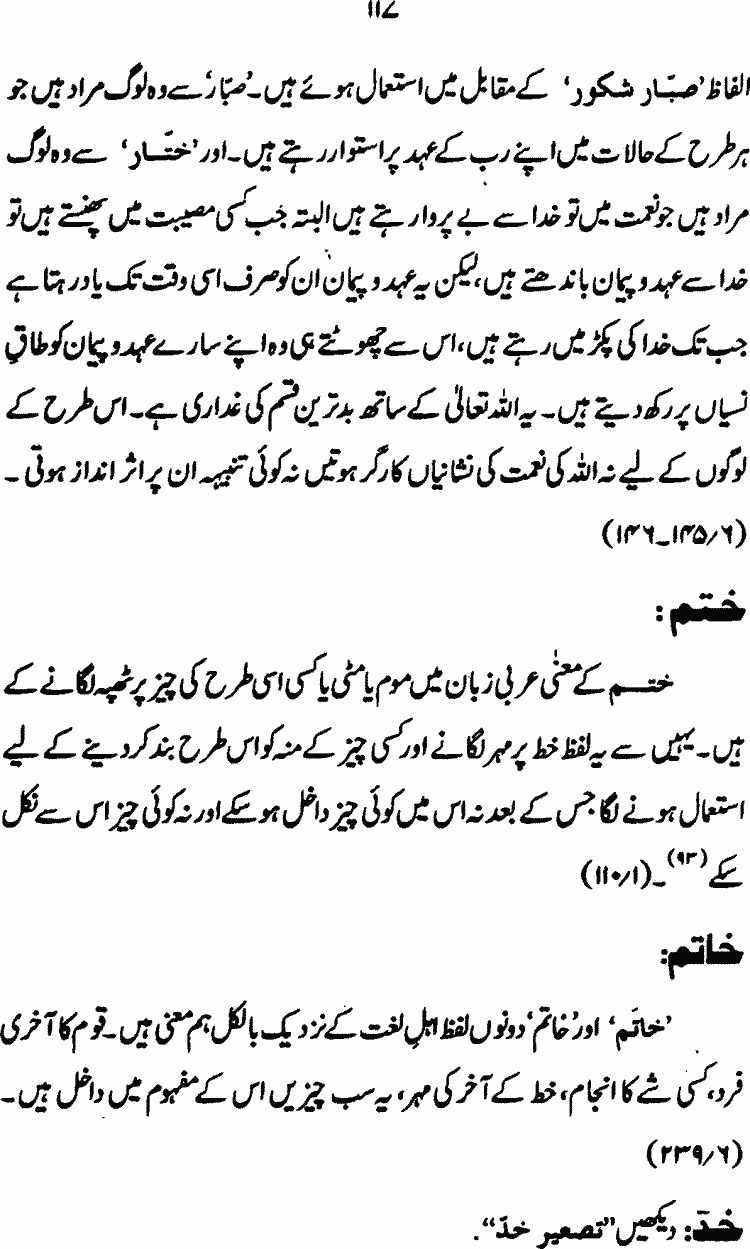 ۱۱۷
الفاظ ’صبّار شکور‘ کے مقابل میں استعمال ہوئے ہیں۔ ’صبّار‘ سے وہ لوگ مراد ہیں جو
ہر طرح کے حالات میں اپنے رب کے عہد پر استوار رہتے ہیں۔ اور ’ختّار‘ سے وہ لوگ
مراد ہیں جو نعمت میں تو خدا سے بے پروا رہتے ہیں البتہ جب کسی مصیبت میں پھنستے ہیں تو
خدا سے عہد و پیمان باندھتے ہیں، لیکن یہ عہد و پیمان ان کو صرف اسی وقت تک یاد رہتا ہے
جب تک خدا کی پکڑ میں رہتے ہیں، اس سے چھوٹتے ہی وہ اپنے سارے عہد و پیمان کو طاقِ
نسیاں پر رکھ دیتے ہیں۔ یہ اللہ تعالیٰ کے ساتھ بدترین قسم کی غداری ہے۔ اس طرح کے
لوگوں کے لیے نہ اللہ کی نعمت کی نشانیاں کارگر ہوتیں نہ کوئی تنبیہہ ان پر اثر انداز ہوتی ۔
(۶/۱۴۵۔۱۴۶)
ختم :
ختم کے معنٰی عربی زبان میں موم یا مٹی یا کسی اسی طرح کی چیز پر ٹھپہ لگانے کے
ہیں۔ یہیں سے یہ لفظ خط پر مہر لگانے اور کسی چیز کے منہ کو اس طرح بند کر دینے کے لیے
استعمال ہونے لگا جس کے بعد نہ اس میں کوئی چیز داخل ہو سکے اور نہ کوئی چیز اس سے نکل
سکے (۹۳)۔ (۱/۱۱۰)
خاتم:
’خاتَم‘ اور ’خاتِم‘ دونوں لفظ اہلِ لغت کے نزدیک بالکل ہم معنی ہیں۔ قوم کا آخری
فرد، کسی شے کا انجام، خط کے آخر کی مہر، یہ سب چیزیں اس کے مفہوم میں داخل ہیں۔
(۶/۲۳۹)
خدّ: دیکھیں ”تصعیر خدّ“.